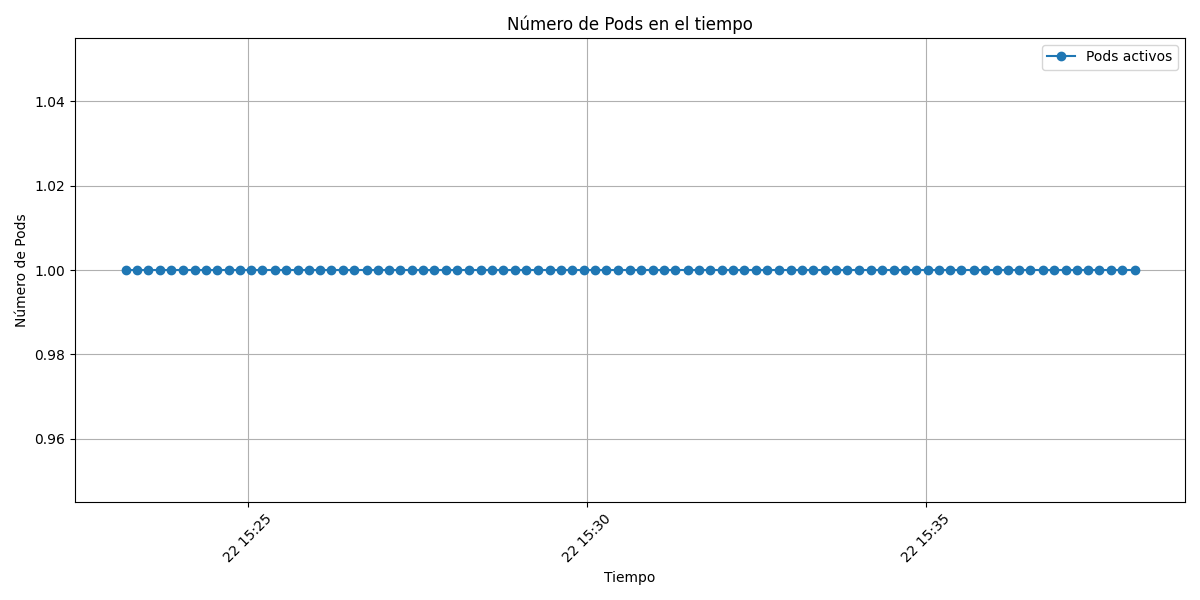 Número de Pods en el tiempo
Pods activos
1.04
1.02
1.00
0.98
0.96
Número de Pods
22 15:25
22 15:30
22 15:35
Tiempo